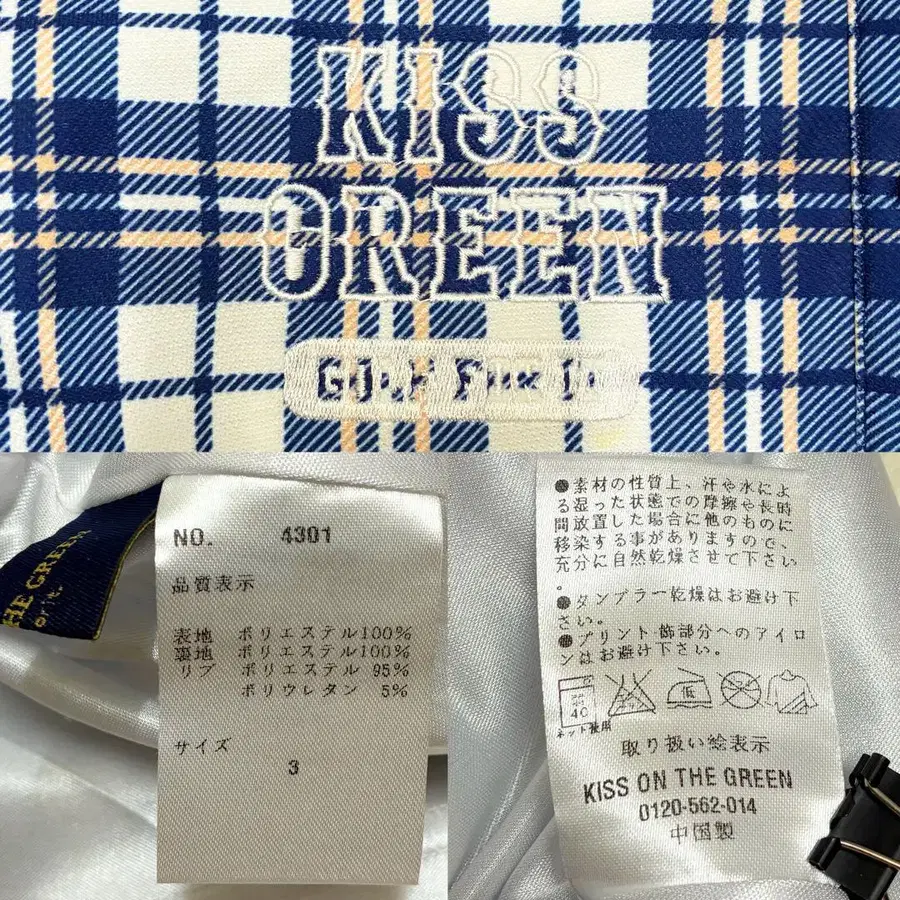 KISS
GREEN
GOLF FOR
THE GREEN
or it.
NO. 4301
品質表示
表地 ポリエステル100%
裏地 ポリエステル100%
リブ ポリエステル 95%
ポリウレタン 5%
サイズ
3
●素材の性質上、汗や水によ
る湿った状態での摩擦や長時
間放置した場合に他のものに
移染する事がありますので、
充分に自然乾燥させて下さい
。
●タンブラー乾燥はお避け下
さい。
●プリント・飾部分へのアイロ
ンはお避け下さい。
40
低
ネット使用
取り扱い絵表示
KISS ON THE GREEN
0120-562-014
中国製